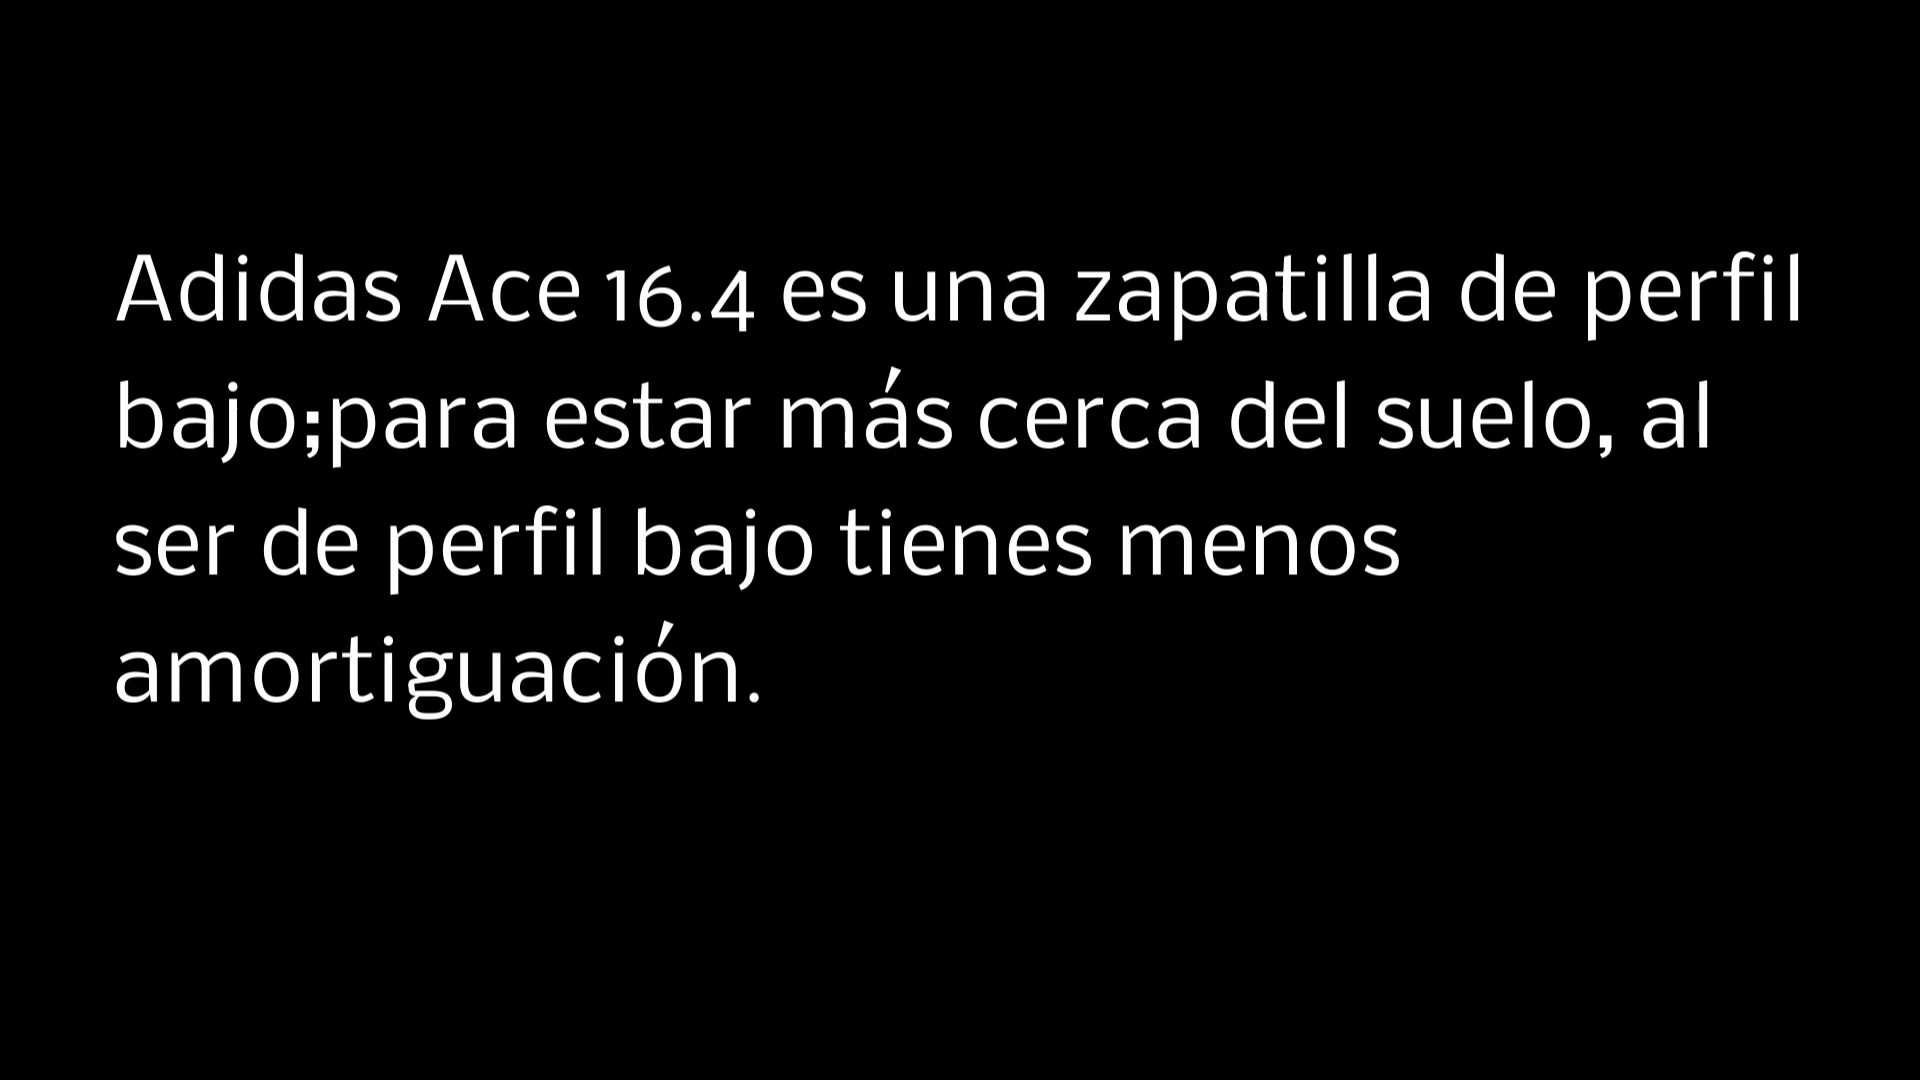 Adidas Ace 16.4 es una zapatilla de perfil
bajo;para estar más cerca del suelo, al
ser de perfil bajo tienes menos
amortiguación.